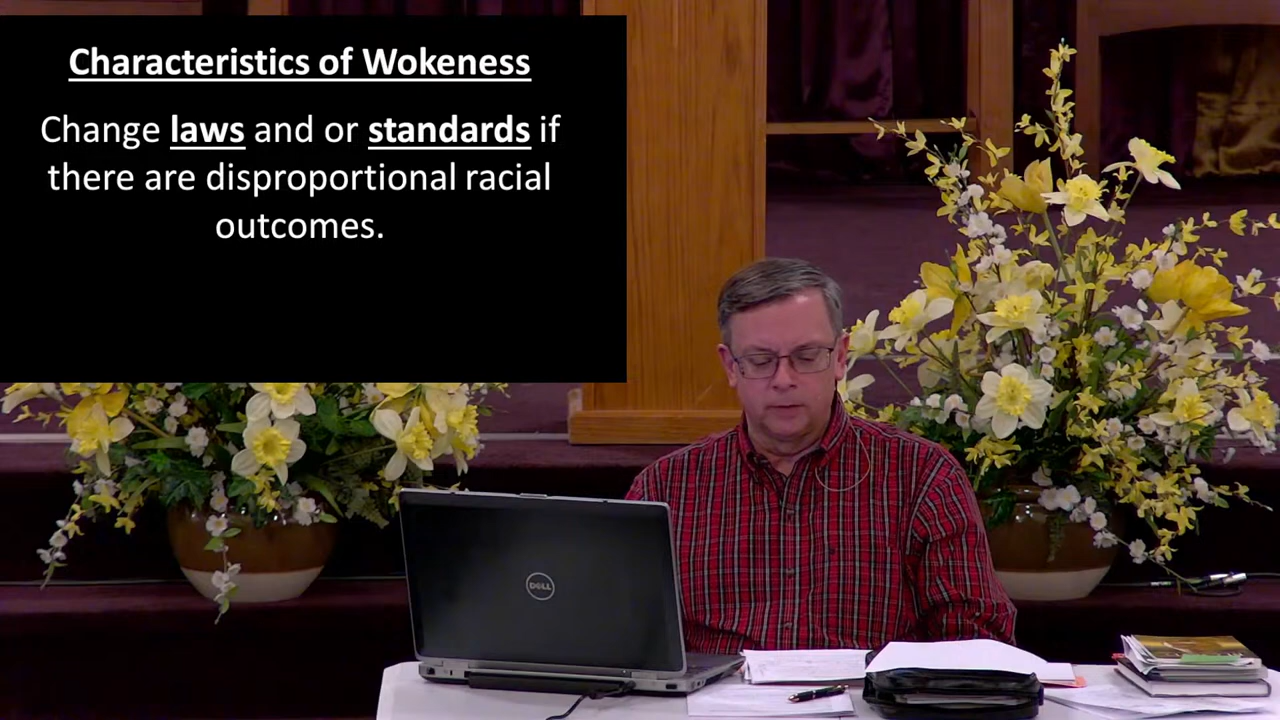 Characteristics of Wokeness
Change laws and or standards if
there are disproportional racial
outcomes.
DELL